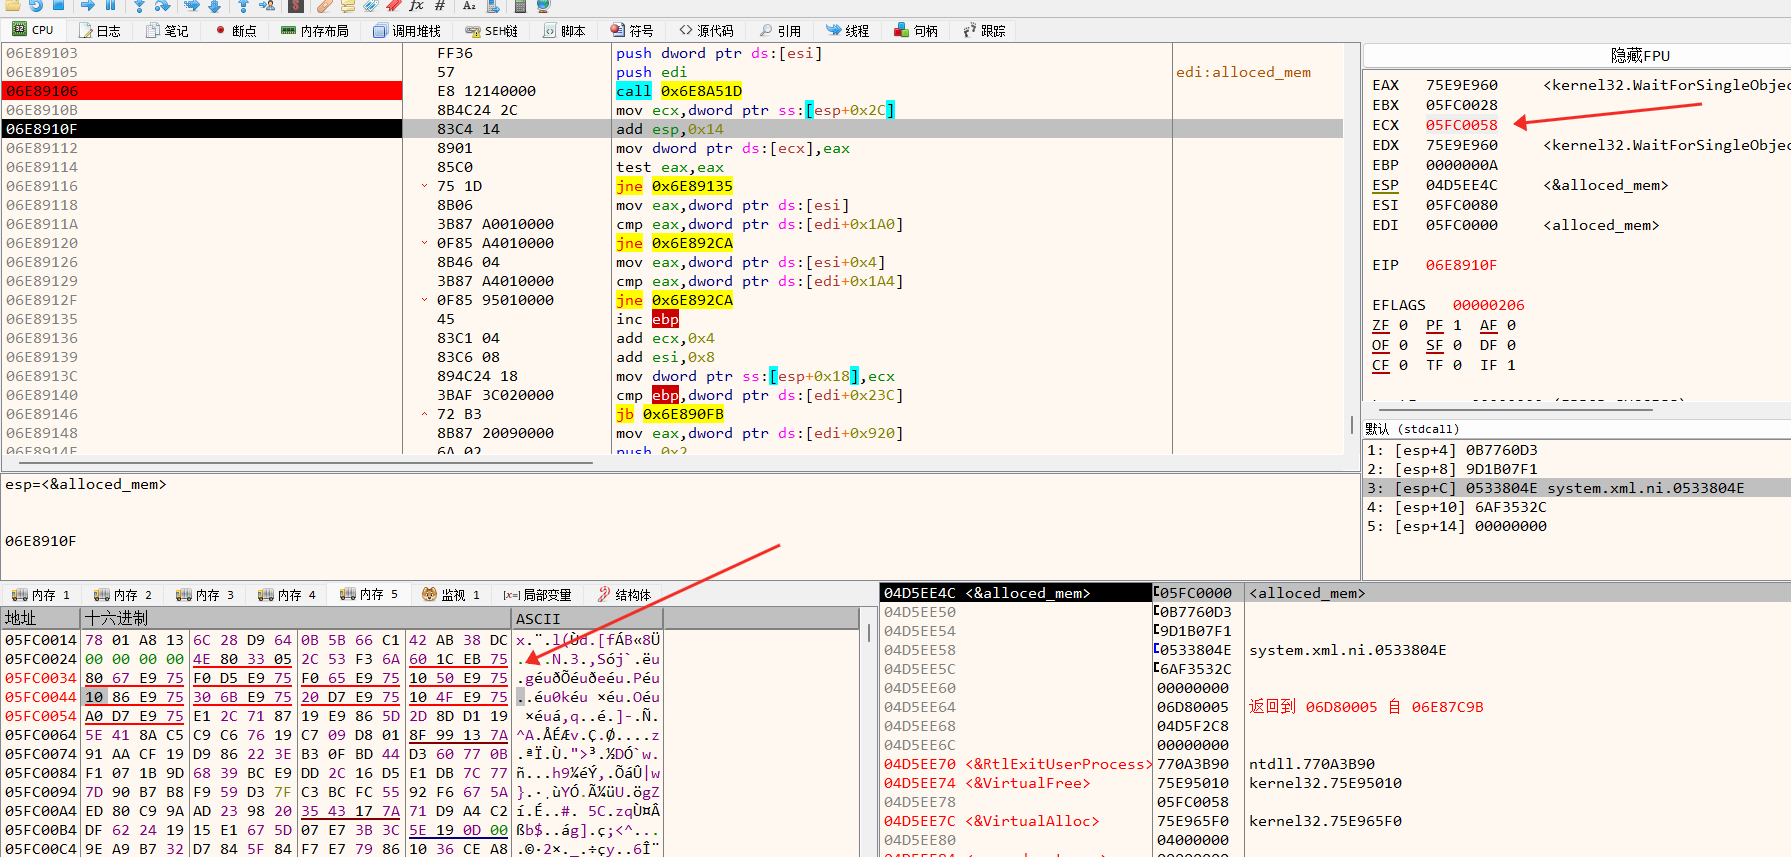 CPU 日志 笔记 断点 内存布局 调用堆栈 SEH链 脚本 符号 源代码 引用 线程 句柄 跟踪
06E89103 FF36 push dword ptr ds:[esi]
06E89105 57 push edi edi:alloced_mem
06E89106 E8 12140000 call 0x6E8A51D
06E8910B 8B4C24 2C mov ecx,dword ptr ss:[esp+0x2C]
06E8910F 83C4 14 add esp,0x14
06E89112 8901 mov dword ptr ds:[ecx],eax
06E89114 85C0 test eax,eax
06E89116 75 1D jne 0x6E89135
06E89118 8B06 mov eax,dword ptr ds:[esi]
06E8911A 3B87 A0010000 cmp eax,dword ptr ds:[edi+0x1A0]
06E89120 0F85 A4010000 jne 0x6E892CA
06E89126 8B46 04 mov eax,dword ptr ds:[esi+0x4]
06E89129 3B87 A4010000 cmp eax,dword ptr ds:[edi+0x1A4]
06E8912F 0F85 95010000 jne 0x6E892CA
06E89135 45 inc ebp
06E89136 83C1 04 add ecx,0x4
06E89139 83C6 08 add esi,0x8
06E8913C 894C24 18 mov dword ptr ss:[esp+0x18],ecx
06E89140 3BAF 3C020000 cmp ebp,dword ptr ds:[edi+0x23C]
06E89146 72 B3 jb 0x6E890FB
06E89148 8B87 20090000 mov eax,dword ptr ds:[edi+0x920]
06E8914E 6A 02 push 0x2
隐藏FPU
EAX 75E9E960 <kernel32.WaitForSingleObjec
EBX 05FC0028
ECX 05FC0058
EDX 75E9E960 <kernel32.WaitForSingleObjec
EBP 0000000A
ESP 04D5EE4C <&alloced_mem>
ESI 05FC0080
EDI 05FC0000 <alloced_mem>
EIP 06E8910F
EFLAGS 00000206
ZF 0 PF 1 AF 0
OF 0 SF 0 DF 0
CF 0 TF 0 IF 1
默认 (stdcall)
1: [esp+4] 0B7760D3
2: [esp+8] 9D1B07F1
3: [esp+C] 0533804E system.xml.ni.0533804E
4: [esp+10] 6AF3532C
5: [esp+14] 00000000
esp=<&alloced_mem>
06E8910F
内存 1 内存 2 内存 3 内存 4 内存 5 监视 1 [x=] 局部变量 结构体
地址 十六进制 ASCII
05FC0014 78 01 A8 13 6C 28 D9 64 0B 5B 66 C1 42 AB 38 DC x.¨.l(Ùd.[fÁB«8Ü
05FC0024 00 00 00 00 4E 80 33 05 2C 53 F3 6A 60 1C EB 75
05FC0034 80 67 E9 75 F0 D5 E9 75 F0 65 E9 75 10 50 E9 75 .géuðÕéuðeéu.Péu
05FC0044 10 86 E9 75 30 6B E9 75 20 D7 E9 75 10 4F E9 75 ..éu0kéu ×éu.Oéu
05FC0054 A0 D7 E9 75 E1 2C 71 87 19 E9 86 5D 2D 8D D1 19 ×éuá,q..é.]-.Ñ.
05FC0064 5E 41 8A C5 C9 C6 76 19 C7 09 D8 01 8F 99 13 7A ^A.ÅÉÆv.Ç.Ø....z
05FC0074 91 AA CF 19 D9 86 22 3E B3 0F BD 44 D3 60 77 0B .ªÏ.Ù.">³.½DÓ`w.
05FC0084 F1 07 1B 9D 68 39 BC E9 DD 2C 16 D5 E1 DB 7C 77 ñ...h9¼éÝ,.ÕáÛ|w
05FC0094 7D 90 B7 B8 F9 59 D3 7F C3 BC FC 55 92 F6 67 5A }.·¸ùYÓ.Ã¼üU.ögZ
05FC00A4 ED 80 C9 9A AD 23 98 20 35 43 17 7A 71 D9 A4 C2 í.É..#. 5C.zqÙ¤Â
05FC00B4 DF 62 24 19 15 E1 67 5D 07 E7 3B 3C 5E 19 0D 00 ßb$..ág].ç;<^...
05FC00C4 9E A9 B7 32 D7 84 5F 84 F7 E7 79 86 10 36 CE A8 .©·2×._.÷çy..6Î¨
04D5EE4C <&alloced_mem> 05FC0000 <alloced_mem>
04D5EE50 0B7760D3
04D5EE54 9D1B07F1
04D5EE58 0533804E system.xml.ni.0533804E
04D5EE5C 6AF3532C
04D5EE60 00000000
04D5EE64 06D80005 返回到 06D80005 自 06E87C9B
04D5EE68 04D5F2C8
04D5EE6C 00000000
04D5EE70 <&RtlExitUserProcess> 770A3B90 ntdll.770A3B90
04D5EE74 <&VirtualFree> 75E95010 kernel32.75E95010
04D5EE78 05FC0058
04D5EE7C <&VirtualAlloc> 75E965F0 kernel32.75E965F0
04D5EE80 04000000